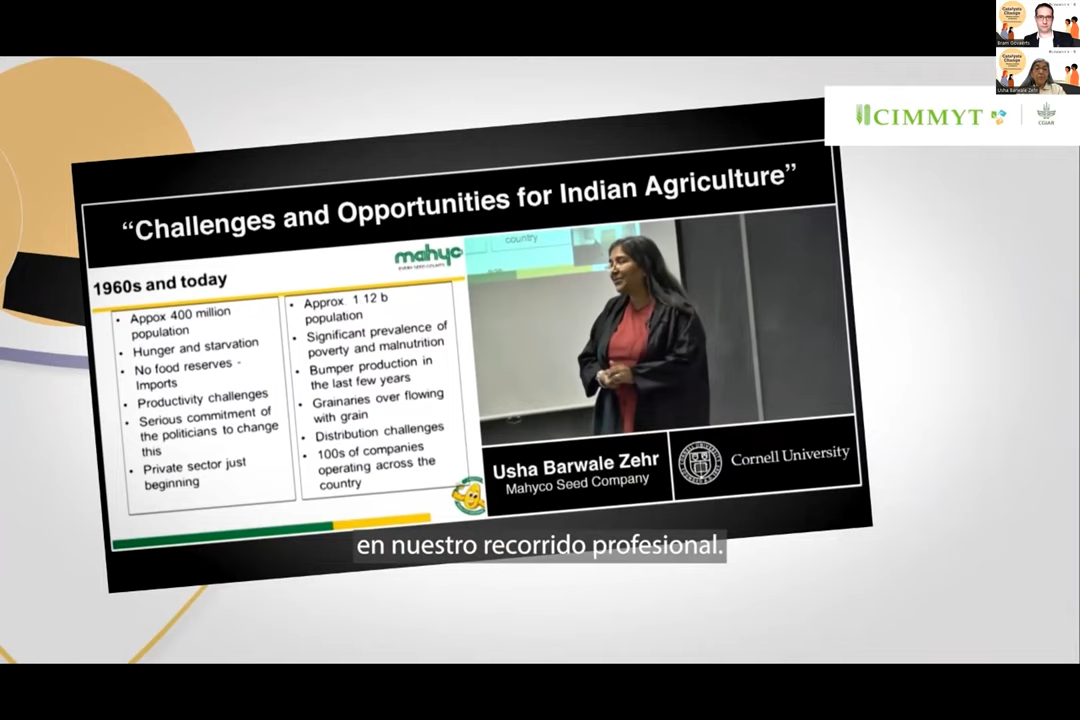 Catalysts
Change
Bram Govaerts
Catalysts
Change
Usha Barwale Zehr
CIMMYT
CGIAR
“Challenges and Opportunities for Indian Agriculture”
mahyco
1960s and today
• Appox 400 million
population
• Hunger and starvation
• No food reserves -
Imports
• Productivity challenges
• Serious commitment of
the politicians to change
this
• Private sector just
beginning
• Approx. 1.12 b
population
• Significant prevalence of
poverty and malnutrition
• Bumper production in
the last few years
• Grainaries over flowing
with grain
• Distribution challenges
• 100s of companies
operating across the
country
country
Usha Barwale Zehr
Mahyco Seed Company
Cornell University
en nuestro recorrido profesional.